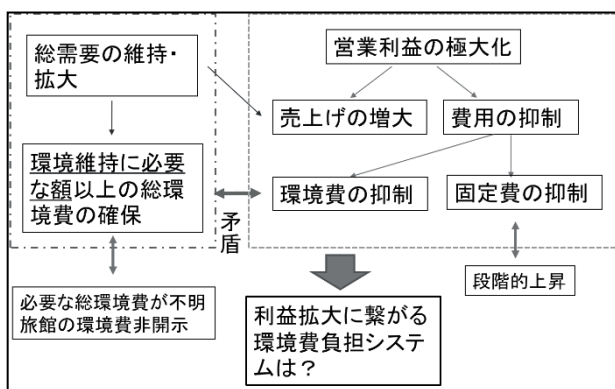 総需要の維持・
拡大
環境維持に必要
な額以上の総環
境費の確保
必要な総環境費が不明
旅館の環境費非開示
矛盾
営業利益の極大化
売上げの増大
費用の抑制
環境費の抑制
固定費の抑制
段階的上昇
利益拡大に繋がる
環境費負担システ
ムは？